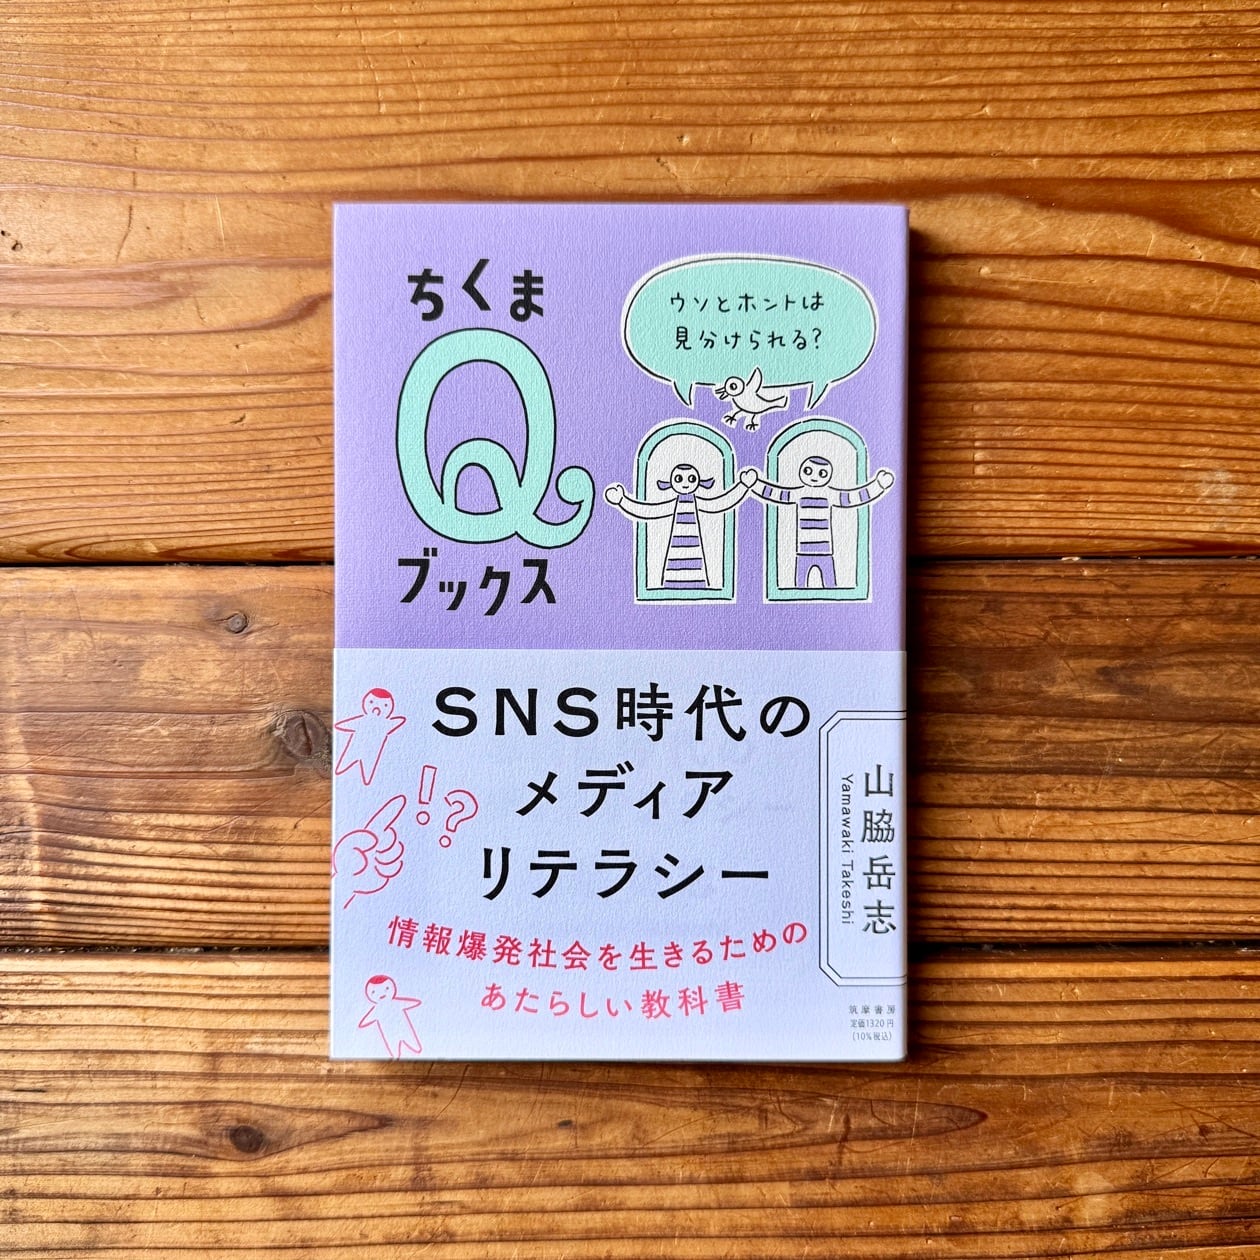 ちくま
Q
ブックス
ウソとホントは
見分けられる?
SNS時代の
メディア
リテラシー
!?
情報爆発社会を生きるための
あたらしい教科書
山脇岳志
Yamawaki Takeshi
筑摩書房
定価1320円
(10%税込)